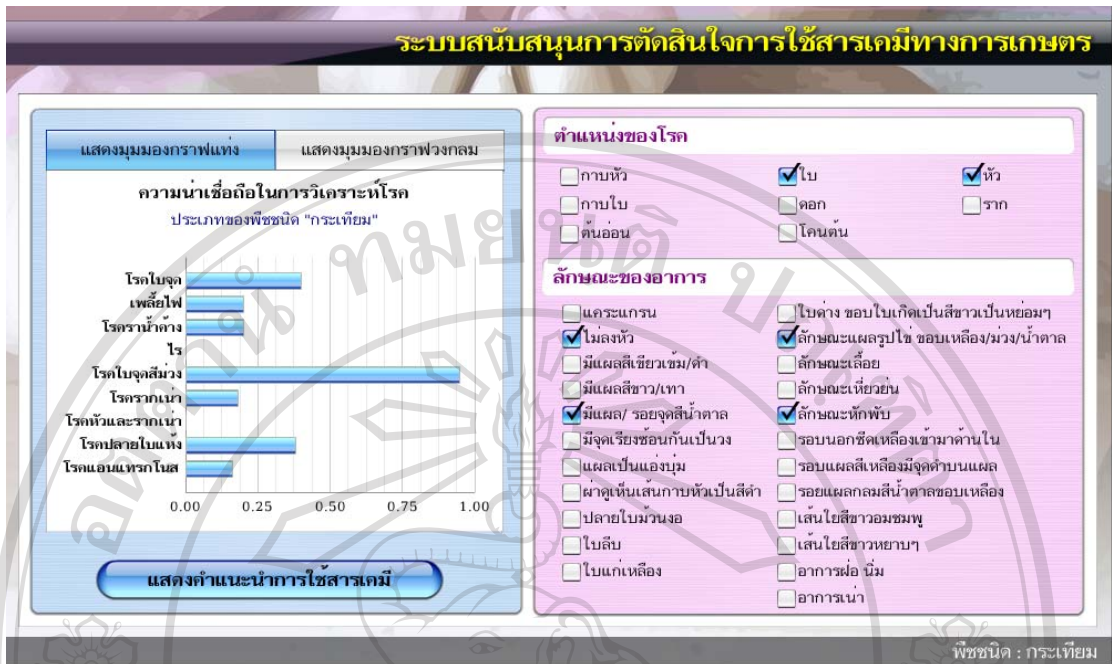 ระบบสนับสนุนการตัดสินใจการใช้สารเคมีทางการเกษตร
แสดงมุมมองกราฟแท่ง
แสดงมุมมองกราฟวงกลม
ความน่าเชื่อถือในการวิเคราะห์โรค
ประเภทของพืชชนิด "กระเทียม"
โรคใบจุด
เพลี้ยไฟ
โรคราน้ำค้าง
ไร
โรคใบจุดสีม่วง
โรครากเน่า
โรคหัวและรากเน่า
โรคปลายใบแห้ง
โรคแอนแทรกโนส
0.00 0.25 0.50 0.75 1.00
แสดงคำแนะนำการใช้สารเคมี
ตำแหน่งของโรค
กาบหัว ใบ หัว
กาบใบ ดอก ราก
ต้นอ่อน โคนต้น
ลักษณะของอาการ
แคระแกรน ใบด่าง ขอบใบเกิดเป็นสีขาวเป็นหย่อมๆ
ไม่ลงหัว ลักษณะแผลรูปไข่ ขอบเหลือง/ม่วง/น้ำตาล
มีแผลสีเขียวเข้ม/ดำ ลักษณะเลื้อย
มีแผลสีขาว/เทา ลักษณะเหี่ยวย่น
มีแผล/ รอยจุดสีน้ำตาล ลักษณะหักพับ
มีจุดเรียงซ้อนกันเป็นวง รอบนอกซีดเหลืองเข้ามาด้านใน
แผลเป็นแอ่งบุ๋ม รอบแผลสีเหลืองมีจุดดำบนแผล
ผ่าดูเห็นเส้นกาบหัวเป็นสีดำ รอยแผลกลมสีน้ำตาลขอบเหลือง
ปลายใบม้วนงอ เส้นใยสีขาวอมชมพู
ใบลีบ เส้นใยสีขาวหยาบๆ
ใบแก่เหลือง อาการฝ่อ นิ่ม
อาการเน่า
พืชชนิด : กระเทียม